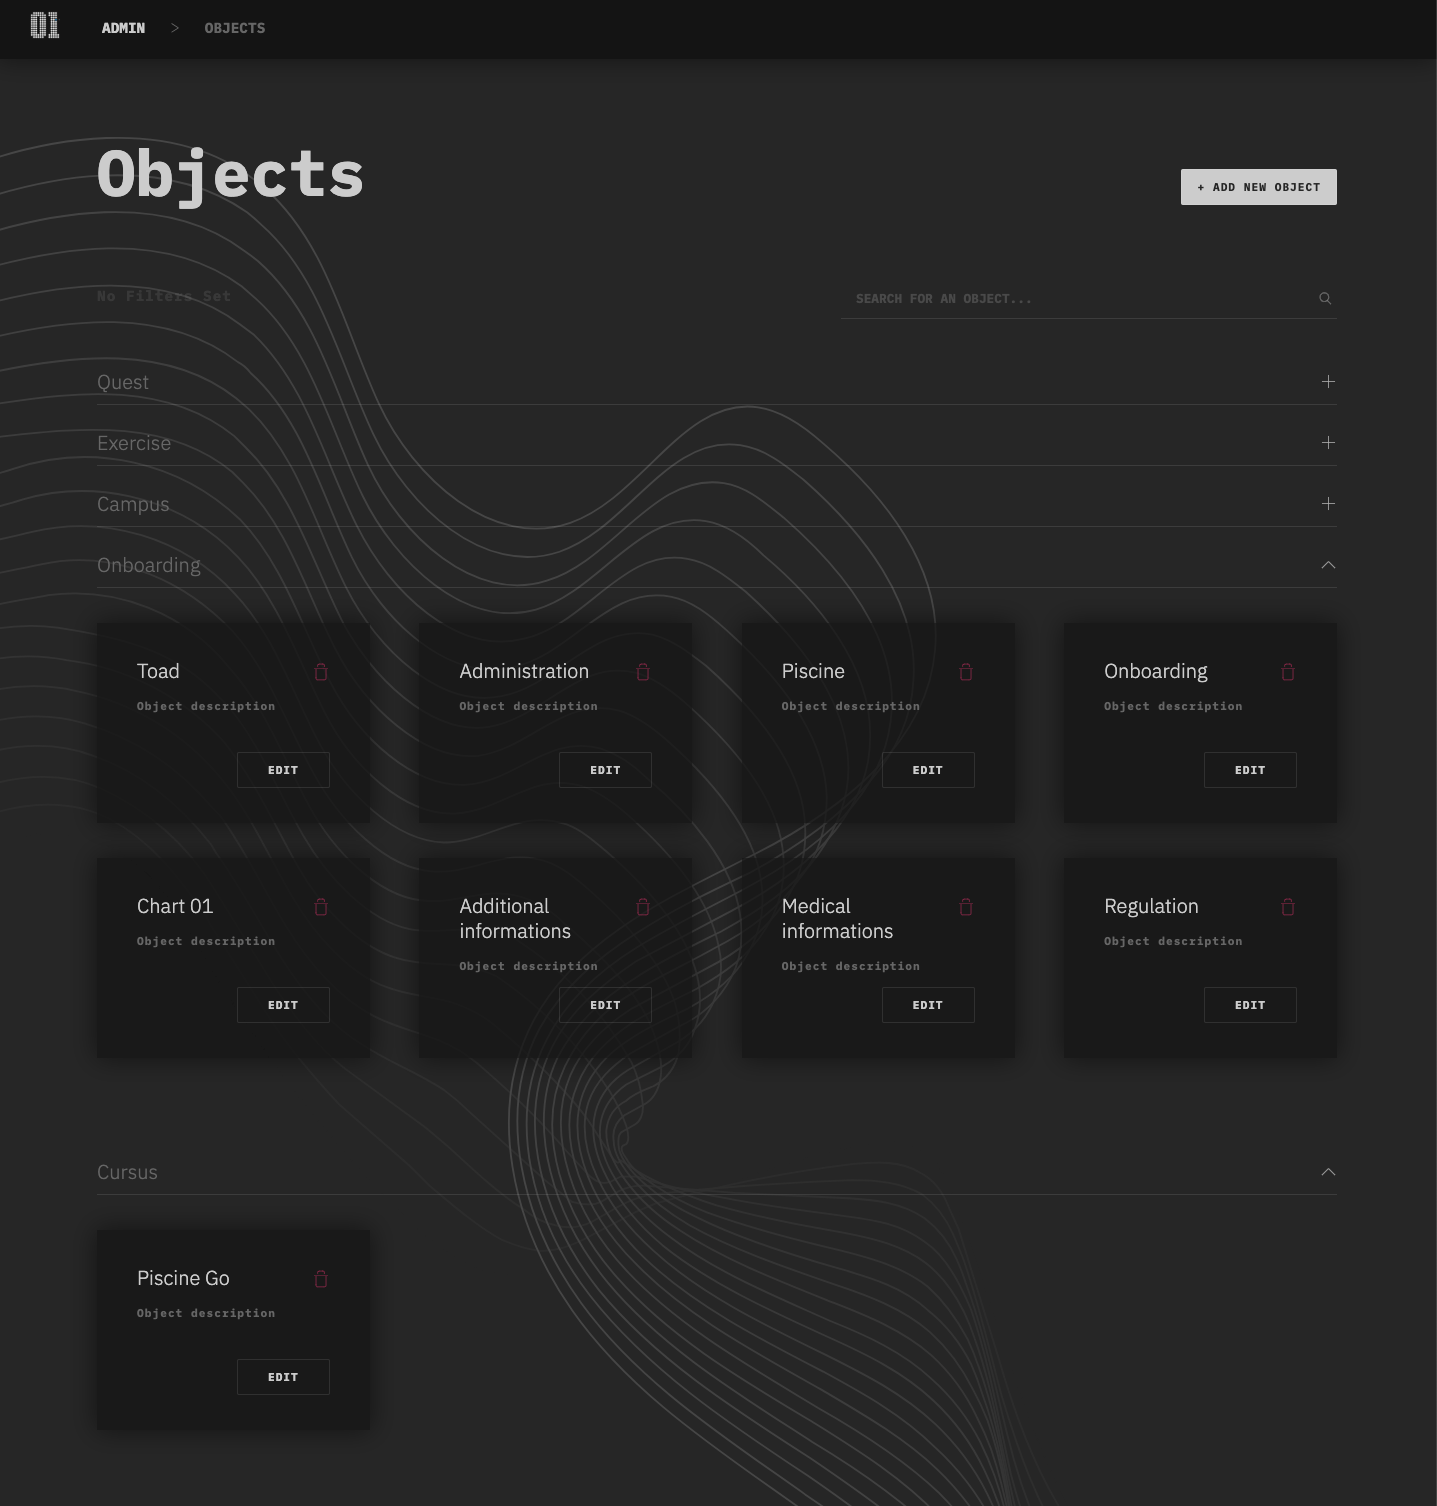 01 ADMIN > OBJECTS
Objects
+ ADD NEW OBJECT
No Filters Set
SEARCH FOR AN OBJECT...
Quest
Exercise
Campus
Onboarding
Toad
Object description
EDIT
Administration
Object description
EDIT
Piscine
Object description
EDIT
Onboarding
Object description
EDIT
Chart 01
Object description
EDIT
Additional
informations
Object description
EDIT
Medical
informations
Object description
EDIT
Regulation
Object description
EDIT
Cursus
Piscine Go
Object description
EDIT